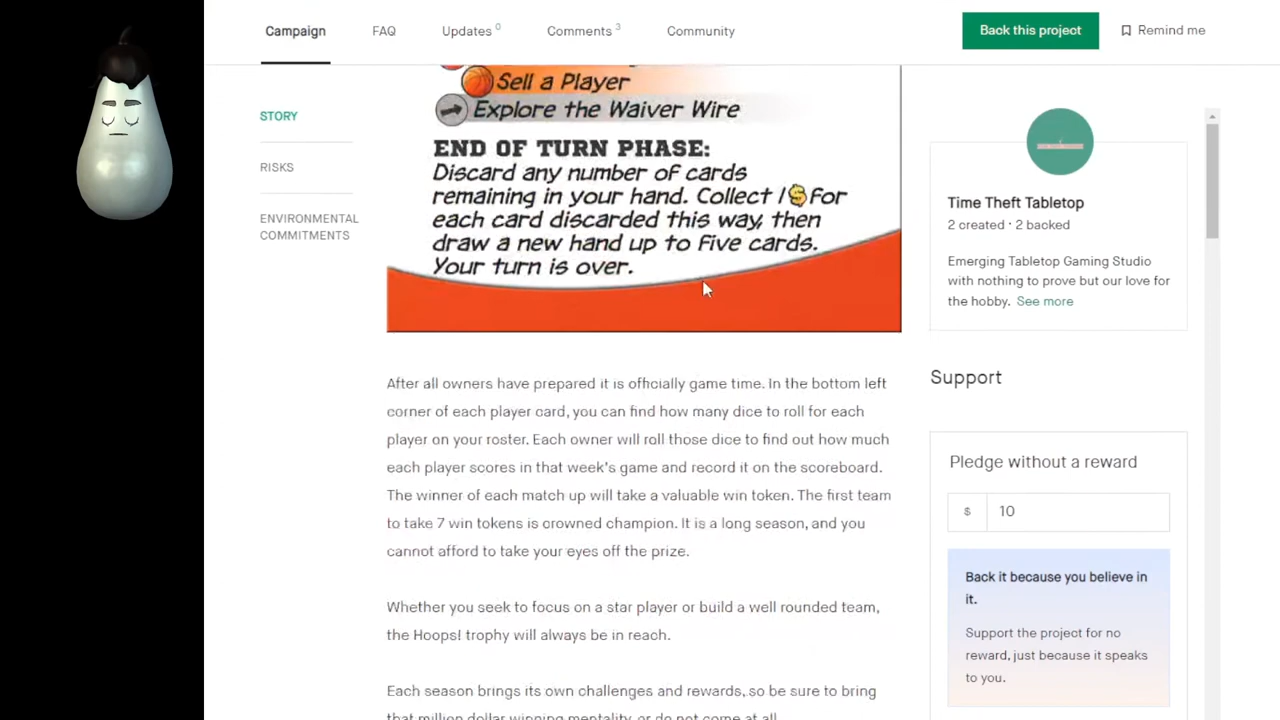 Campaign
FAQ
Updates 0
Comments 3
Community
Back this project
Remind me
STORY
RISKS
ENVIRONMENTAL
COMMITMENTS
Sell a Player
Explore the Waiver Wire
END OF TURN PHASE:
Discard any number of cards
remaining in your hand. Collect 1$ for
each card discarded this way, then
draw a new hand up to five cards.
Your turn is over.
After all owners have prepared it is officially game time. In the bottom left
corner of each player card, you can find how many dice to roll for each
player on your roster. Each owner will roll those dice to find out how much
each player scores in that week's game and record it on the scoreboard.
The winner of each match up will take a valuable win token. The first team
to take 7 win tokens is crowned champion. It is a long season, and you
cannot afford to take your eyes off the prize.
Whether you seek to focus on a star player or build a well rounded team,
the Hoops! trophy will always be in reach.
Each season brings its own challenges and rewards, so be sure to bring
that million dollar winning mentality, or do not come at all.
Time Theft Tabletop
2 created · 2 backed
Emerging Tabletop Gaming Studio
with nothing to prove but our love for
the hobby. See more
Support
Pledge without a reward
$ 10
Back it because you believe in
it.
Support the project for no
reward, just because it speaks
to you.